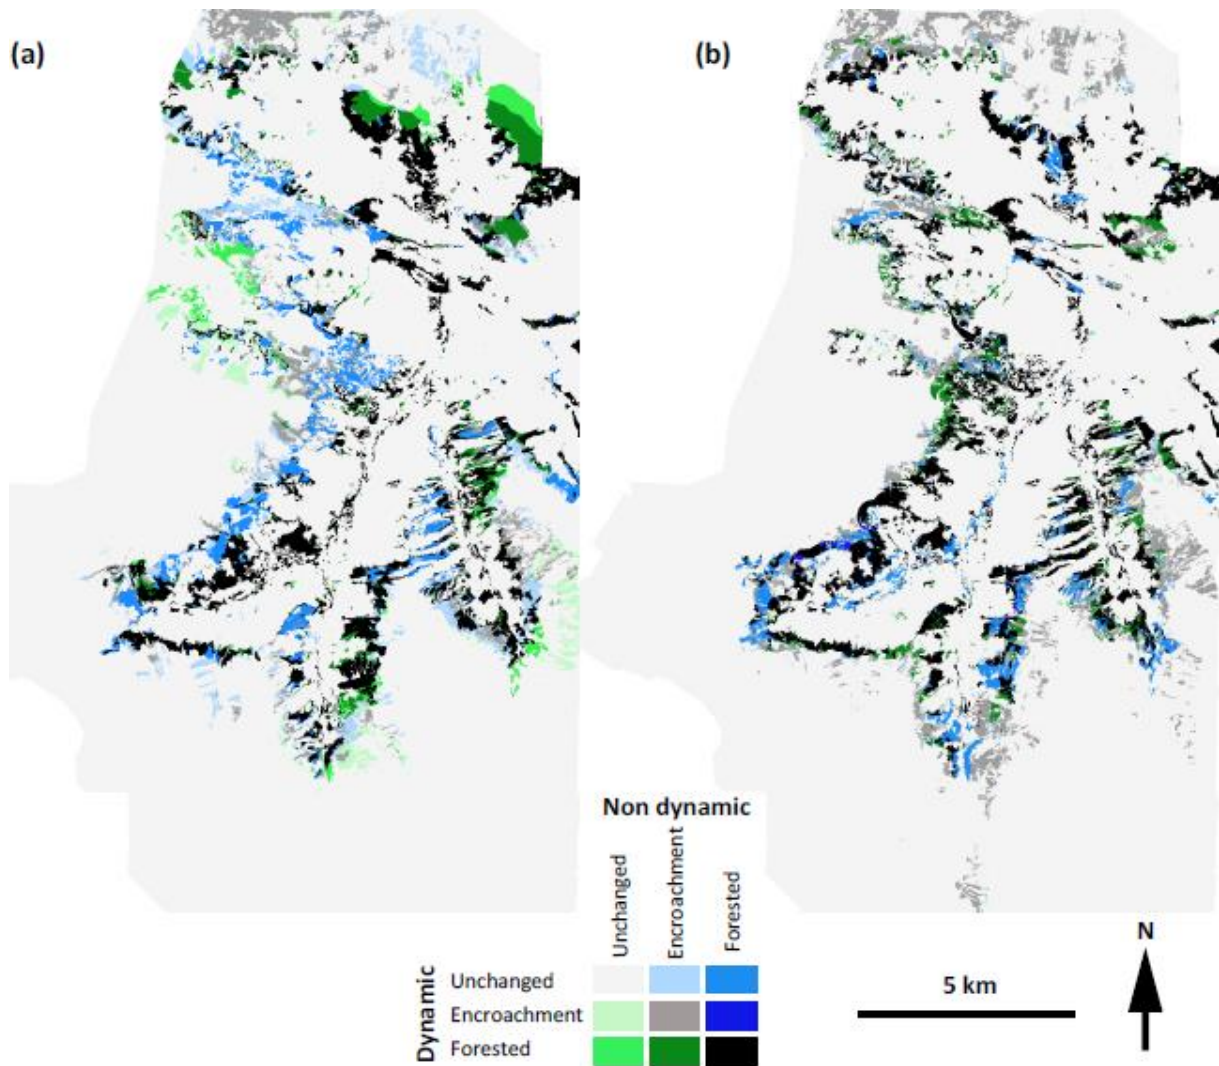 (a)
(b)
Non dynamic
Unchanged
Encroachment
Forested
Dynamic
Unchanged
Encroachment
Forested
5 km
N